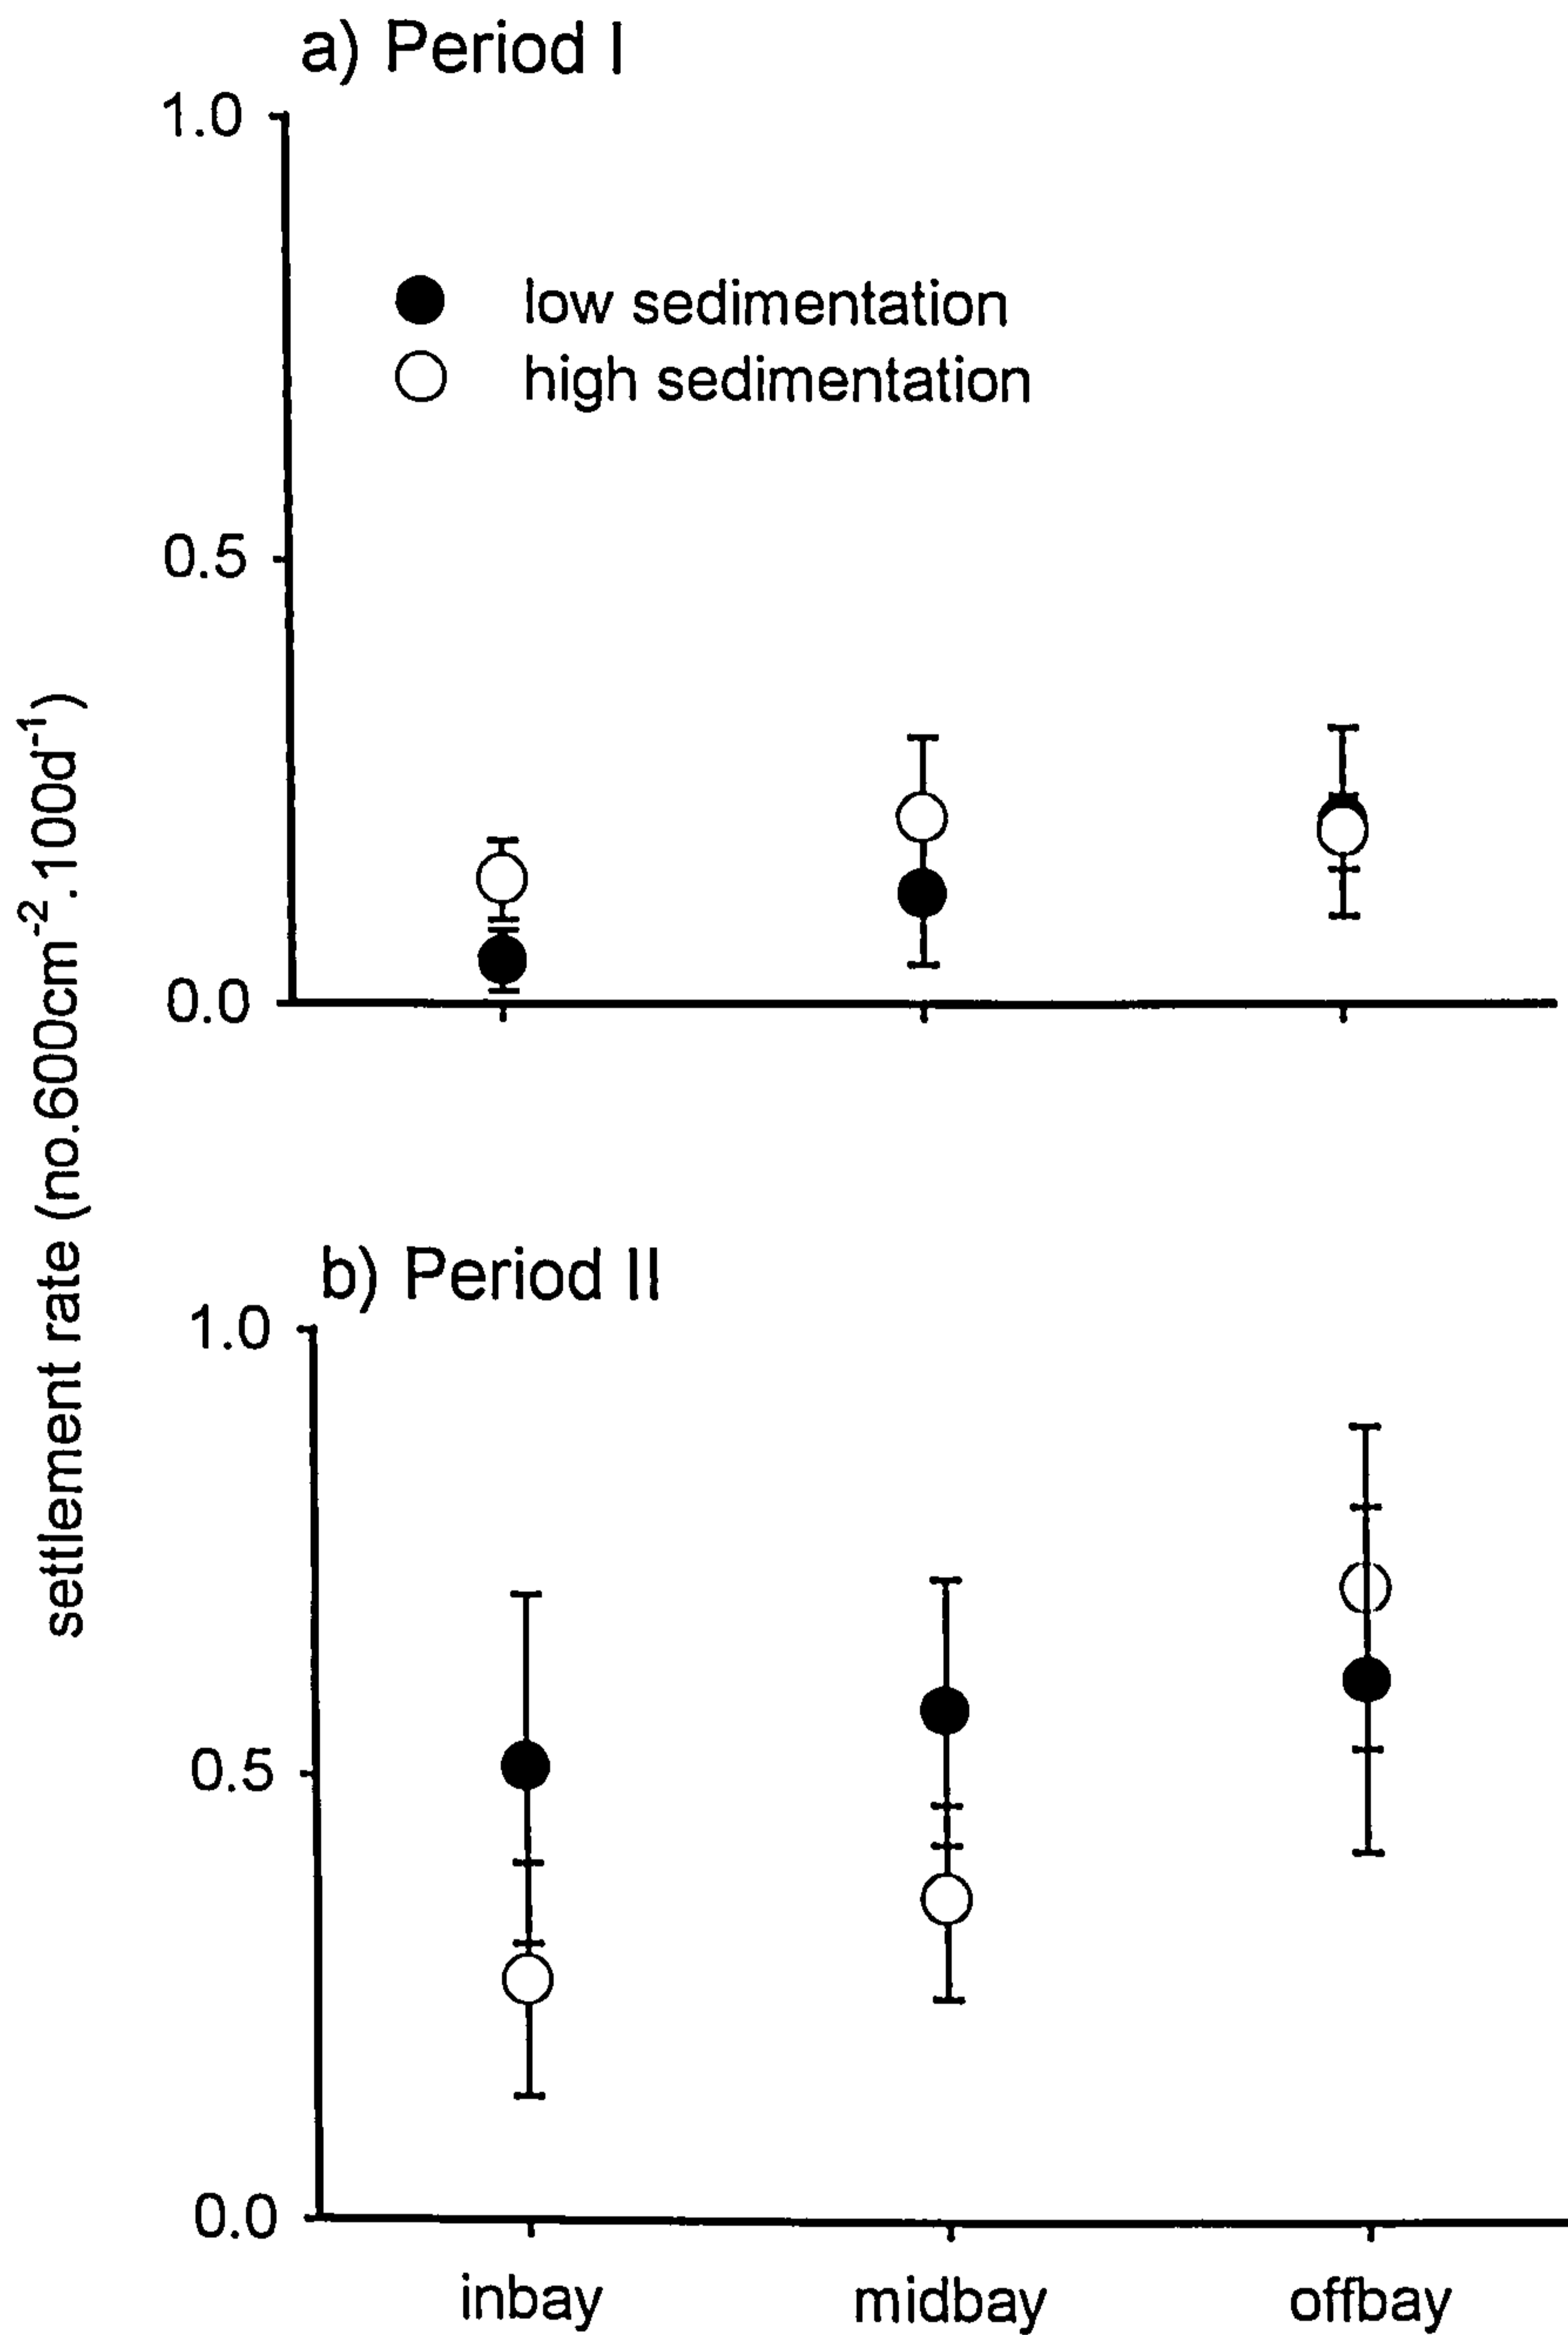 a) Period I
1.0
low sedimentation
high sedimentation
0.5
0.0
settlement rate (no.600cm⁻².100d⁻¹)
b) Period II
1.0
0.5
0.0
inbay midbay offbay